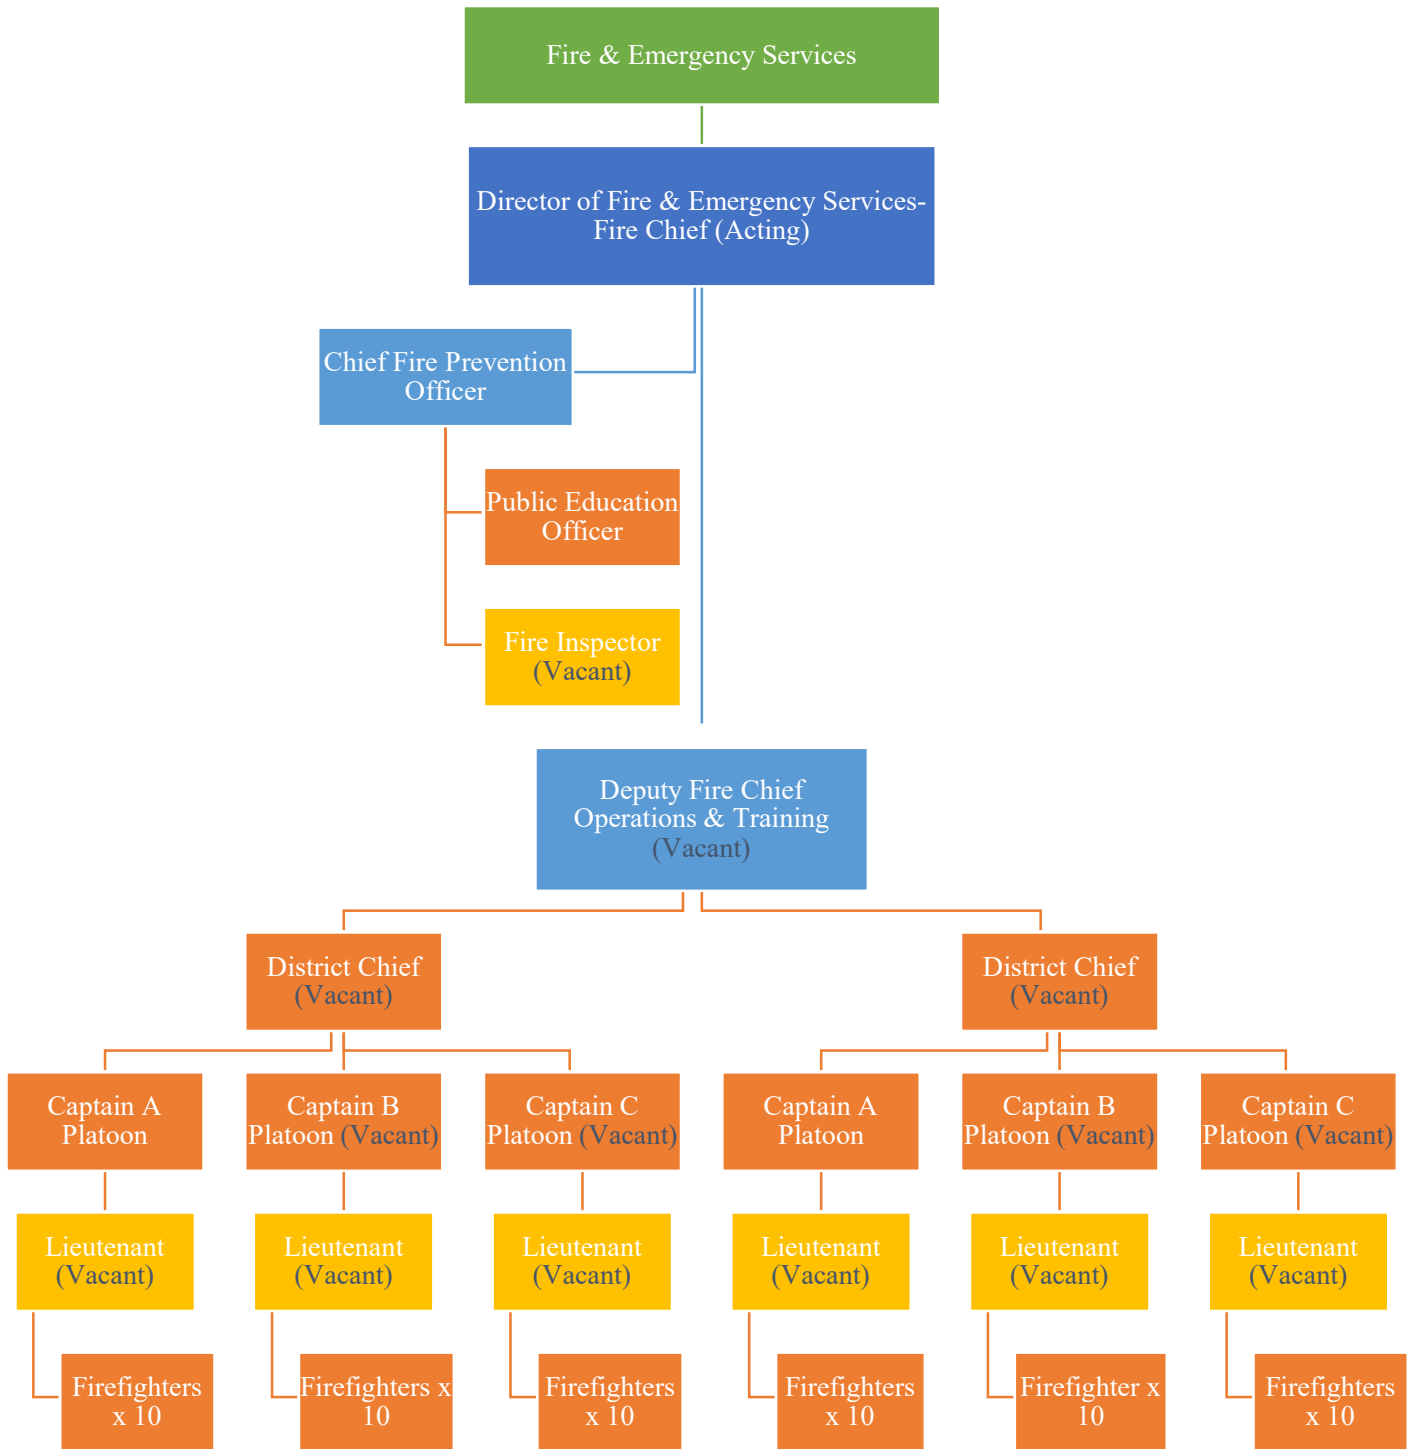 Fire & Emergency Services
Director of Fire & Emergency Services-
Fire Chief (Acting)
Chief Fire Prevention
Officer
Public Education
Officer
Fire Inspector
(Vacant)
Deputy Fire Chief
Operations & Training
(Vacant)
District Chief
(Vacant)
District Chief
(Vacant)
Captain A
Platoon
Captain B
Platoon (Vacant)
Captain C
Platoon (Vacant)
Captain A
Platoon
Captain B
Platoon (Vacant)
Captain C
Platoon (Vacant)
Lieutenant
(Vacant)
Lieutenant
(Vacant)
Lieutenant
(Vacant)
Lieutenant
(Vacant)
Lieutenant
(Vacant)
Lieutenant
(Vacant)
Firefighters
x 10
Firefighters x
10
Firefighters
x 10
Firefighters
x 10
Firefighter x
10
Firefighters
x 10